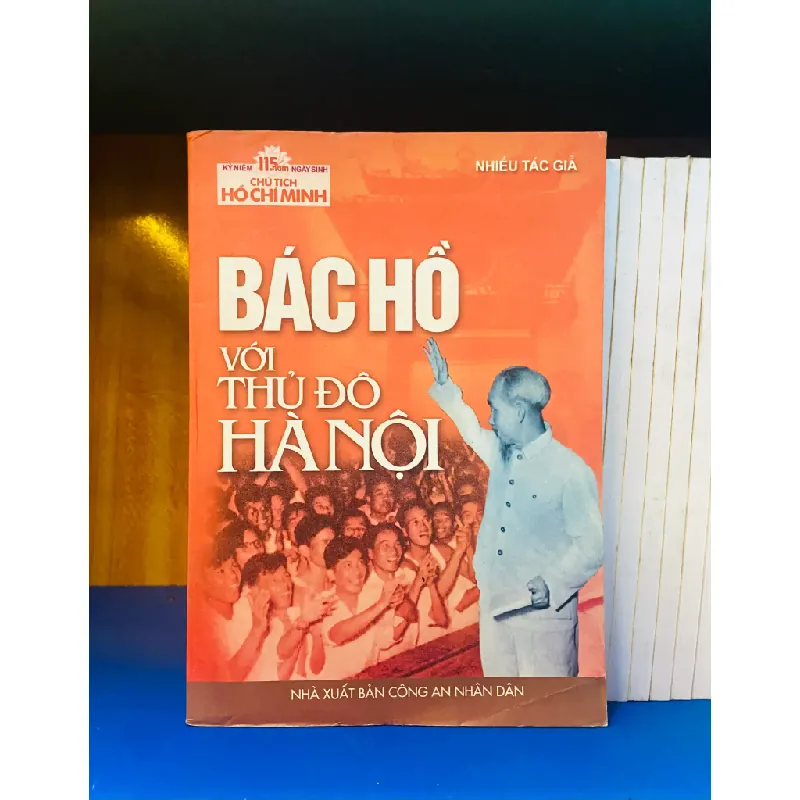 KỶ NIỆM 115 năm NGÀY SINH
CHỦ TỊCH
HỒ CHÍ MINH
NHIỀU TÁC GIẢ
BÁC HỒ
VỚI
THỦ ĐÔ
HÀ NỘI
NHÀ XUẤT BẢN CÔNG AN NHÂN DÂN